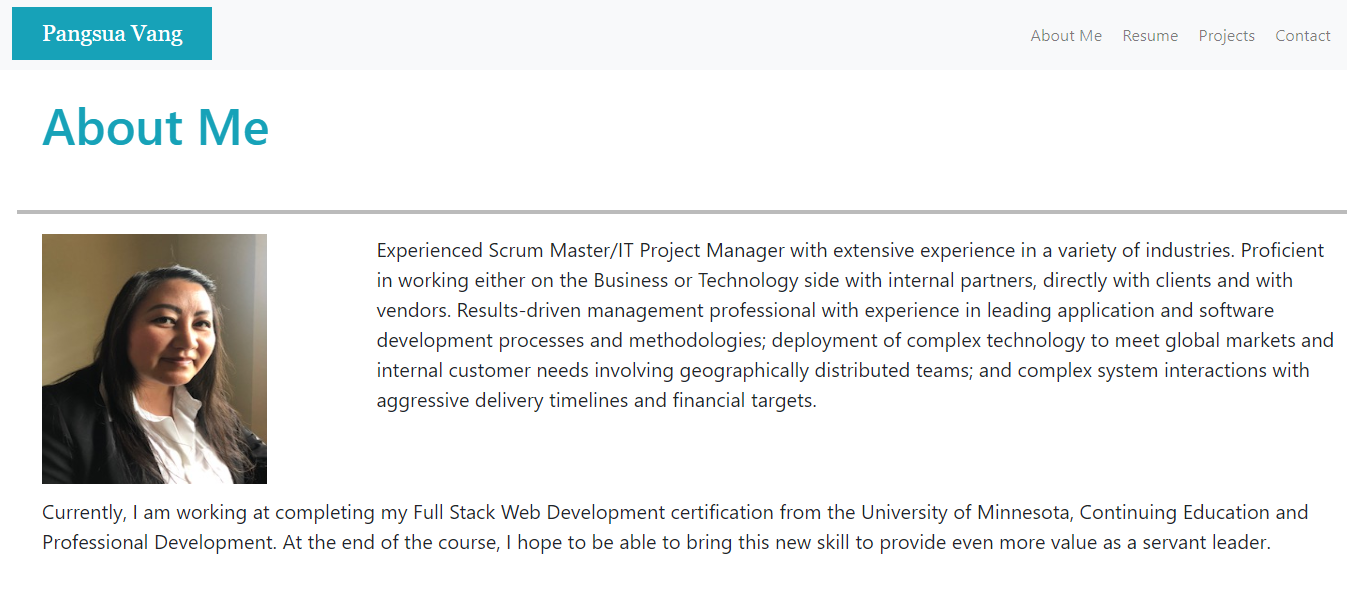 Pangsua Vang
About Me Resume Projects Contact
About Me
Experienced Scrum Master/IT Project Manager with extensive experience in a variety of industries. Proficient
in working either on the Business or Technology side with internal partners, directly with clients and with
vendors. Results-driven management professional with experience in leading application and software
development processes and methodologies; deployment of complex technology to meet global markets and
internal customer needs involving geographically distributed teams; and complex system interactions with
aggressive delivery timelines and financial targets.
Currently, I am working at completing my Full Stack Web Development certification from the University of Minnesota, Continuing Education and
Professional Development. At the end of the course, I hope to be able to bring this new skill to provide even more value as a servant leader.